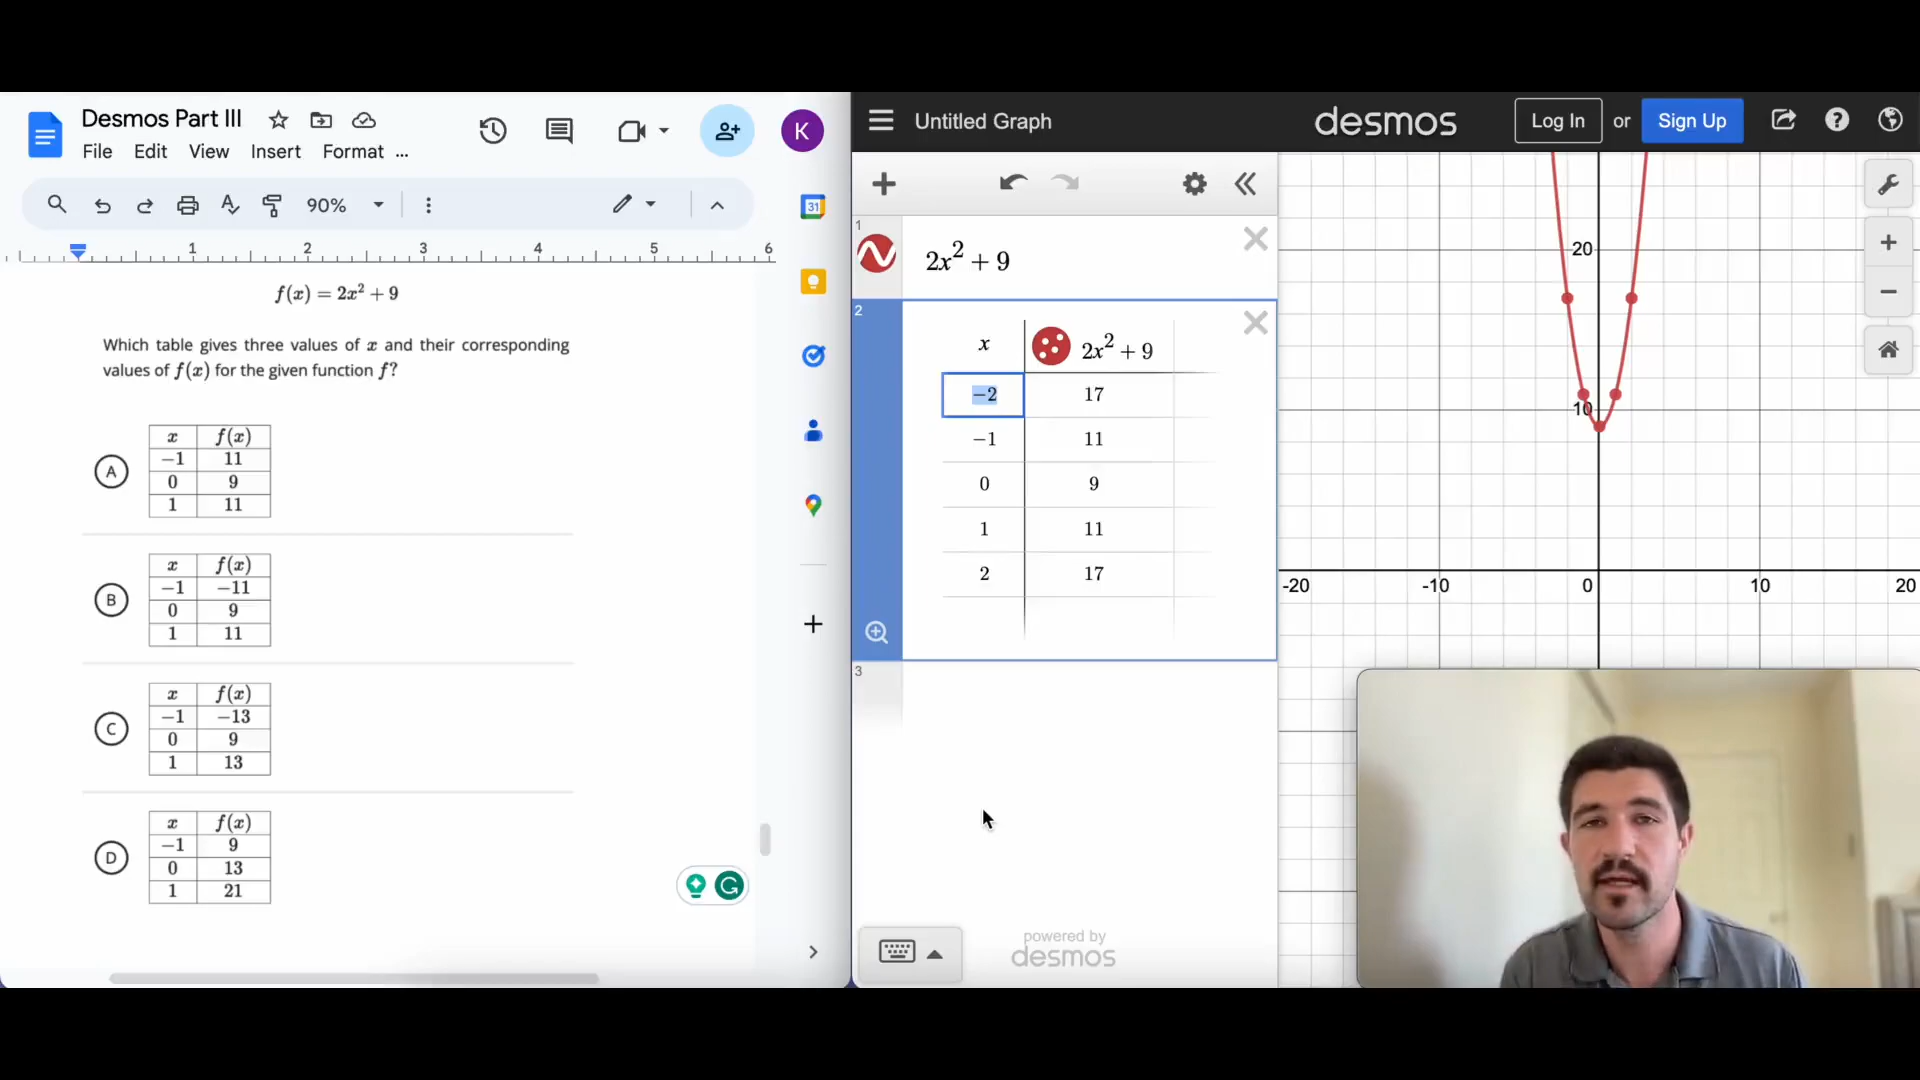 Desmos Part III
File Edit View Insert Format ...
K
90%
31
1 2 3 4 5 6
f(x) = 2x² + 9
Which table gives three values of x and their corresponding
values of f(x) for the given function f?
A
x f(x)
−1 11
0 9
1 11
B
x f(x)
−1 −11
0 9
1 11
C
x f(x)
−1 −13
0 9
1 13
D
x f(x)
−1 9
0 13
1 21
Untitled Graph
desmos
Log In or Sign Up
1
2x² + 9
2
x 2x² + 9
−2 17
−1 11
0 9
1 11
2 17
3
powered by
desmos
20
10
-20 -10 0 10 20